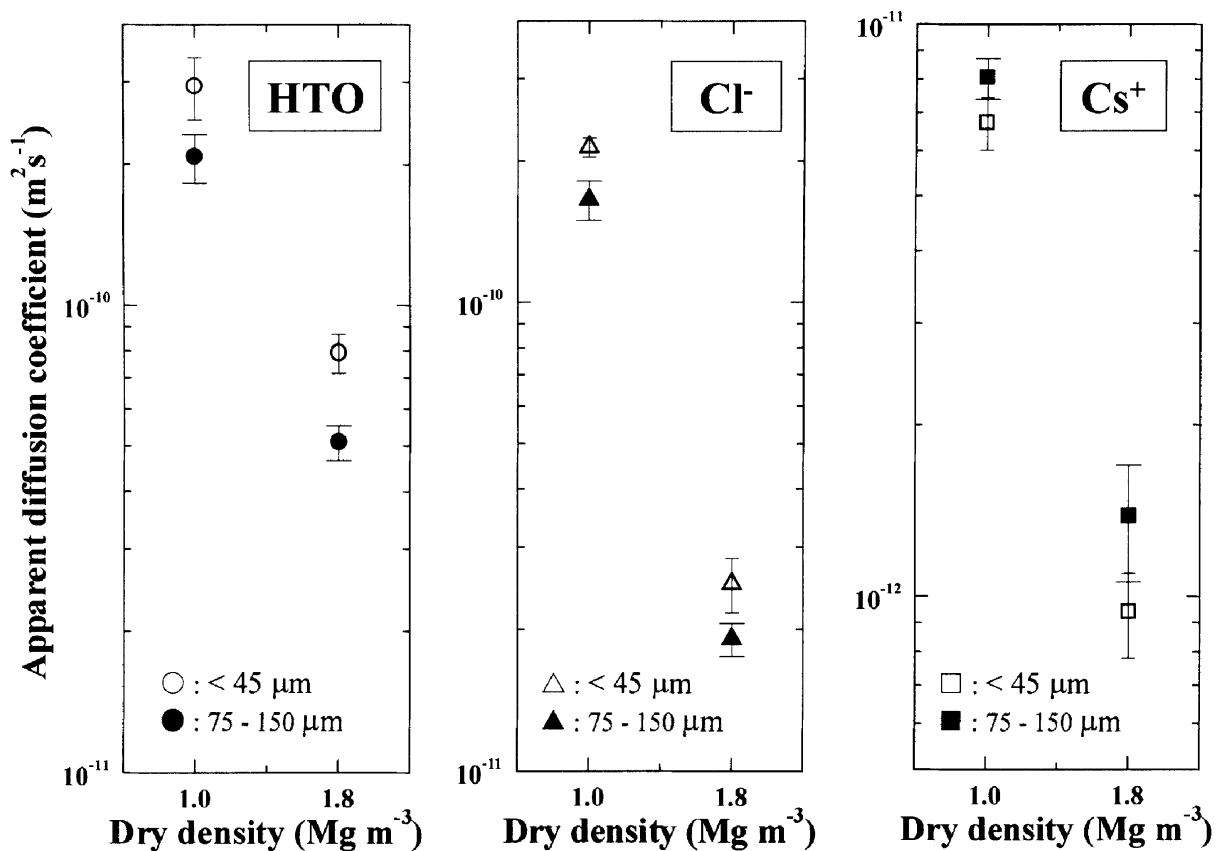 Apparent diffusion coefficient (m² s⁻¹)
HTO
10⁻¹⁰
10⁻¹¹
○ : < 45 μm
● : 75 - 150 μm
1.0 1.8
Dry density (Mg m⁻³)
Cl⁻
10⁻¹⁰
10⁻¹¹
△ : < 45 μm
▲ : 75 - 150 μm
1.0 1.8
Dry density (Mg m⁻³)
10⁻¹¹
Cs⁺
10⁻¹²
□ : < 45 μm
■ : 75 - 150 μm
1.0 1.8
Dry density (Mg m⁻³)